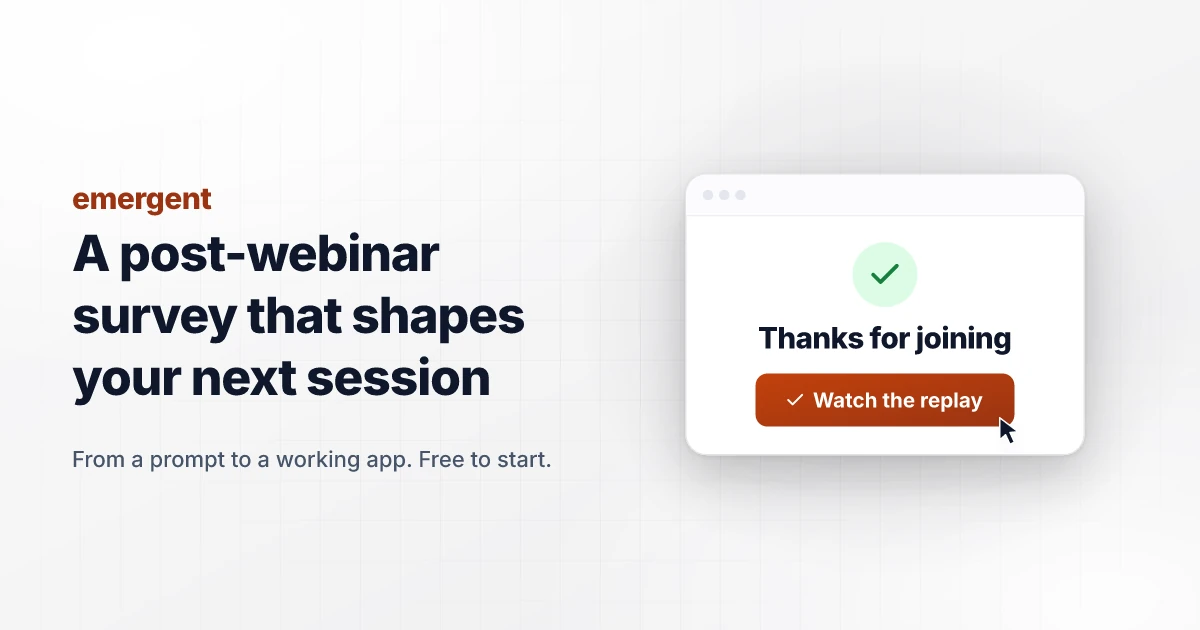 emergent
A post-webinar
survey that shapes
your next session
From a prompt to a working app. Free to start.
Thanks for joining
Watch the replay